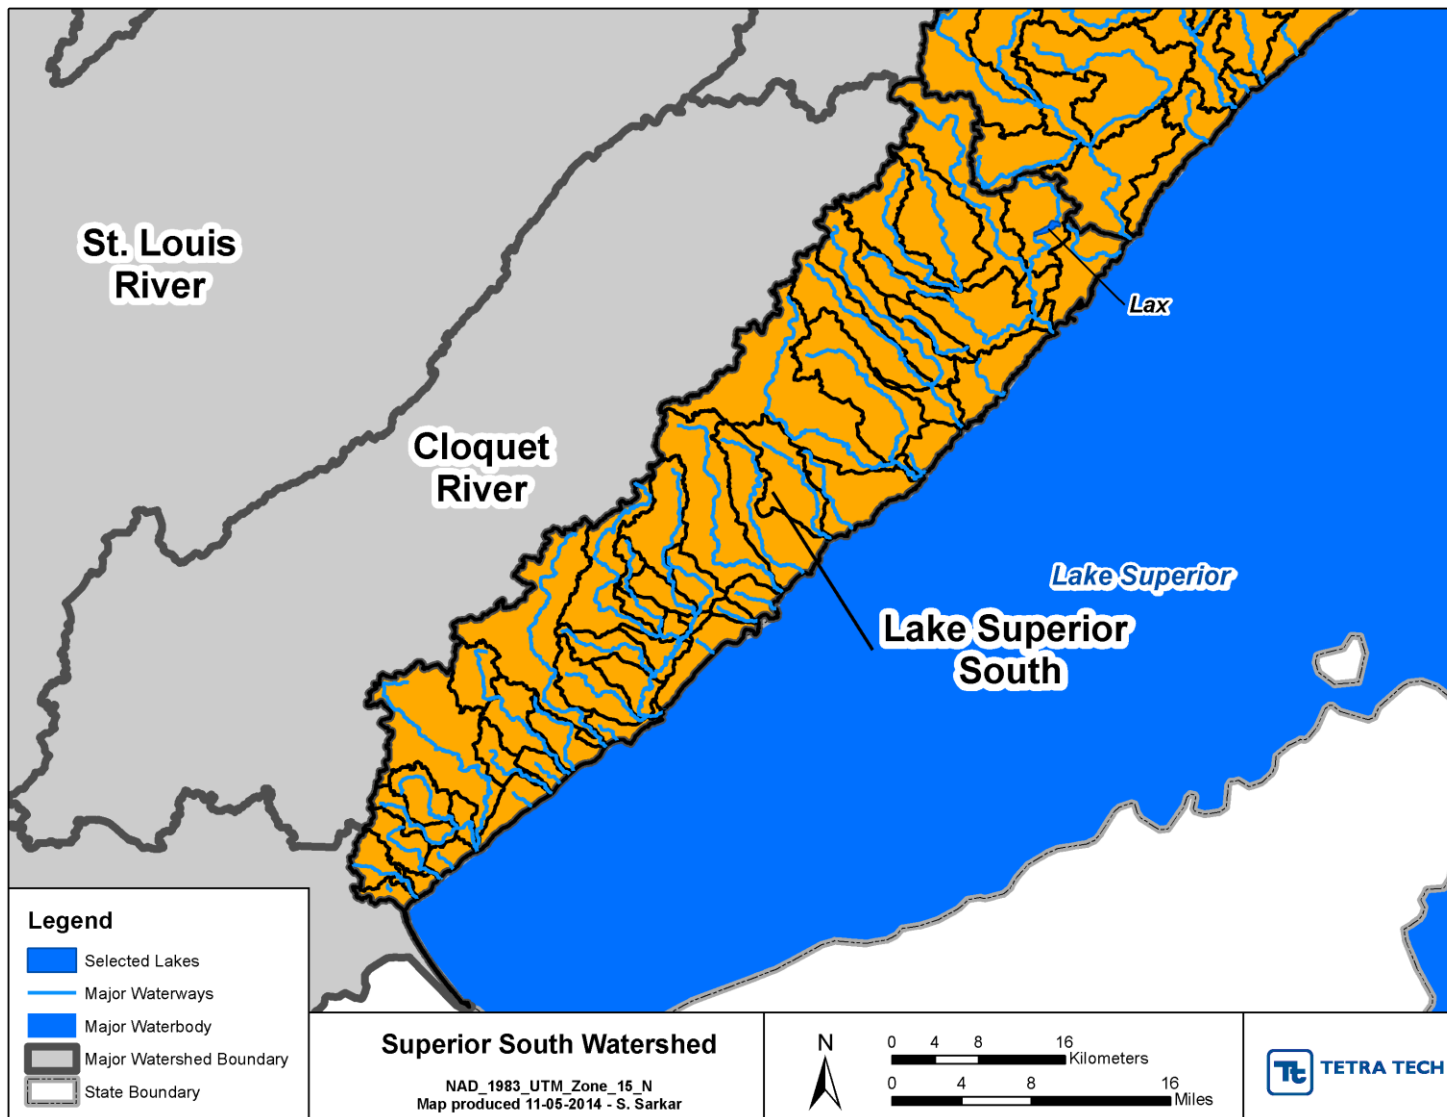 St. Louis
River
Lax
Cloquet
River
Lake Superior
Lake Superior
South
Legend
Selected Lakes
Major Waterways
Major Waterbody
Major Watershed Boundary
State Boundary
Superior South Watershed
NAD_1983_UTM_Zone_15_N
Map produced 11-05-2014 - S. Sarkar
N
0 4 8 16
Kilometers
0 4 8 16
Miles
Tt TETRA TECH